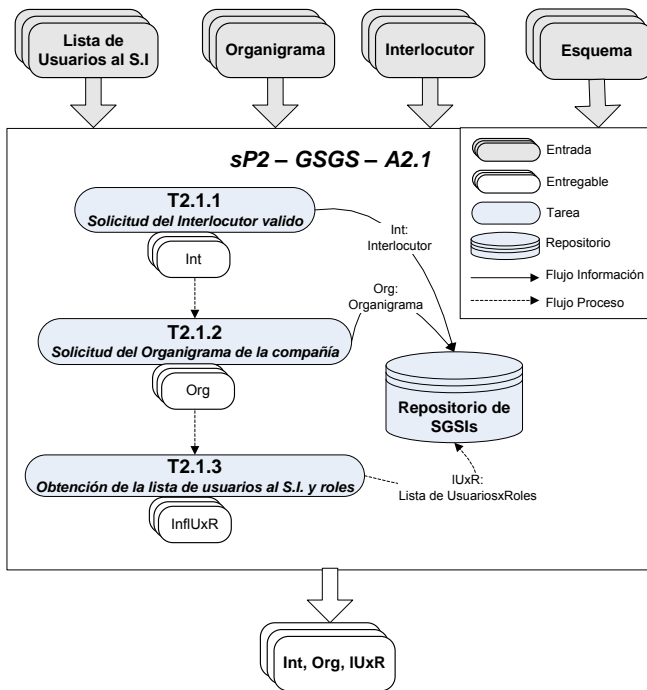 Lista de
Usuarios al S.I
Organigrama
Interlocutor
Esquema
sP2 – GSGS – A2.1
Entrada
Entregable
Tarea
Repositorio
Flujo Información
Flujo Proceso
T2.1.1
Solicitud del Interlocutor valido
Int
Int:
Interlocutor
Org:
Organigrama
T2.1.2
Solicitud del Organigrama de la compañía
Org
Repositorio de
SGSIs
T2.1.3
Obtención de la lista de usuarios al S.I. y roles
InflUxR
IUxR:
Lista de UsuariosxRoles
Int, Org, IUxR